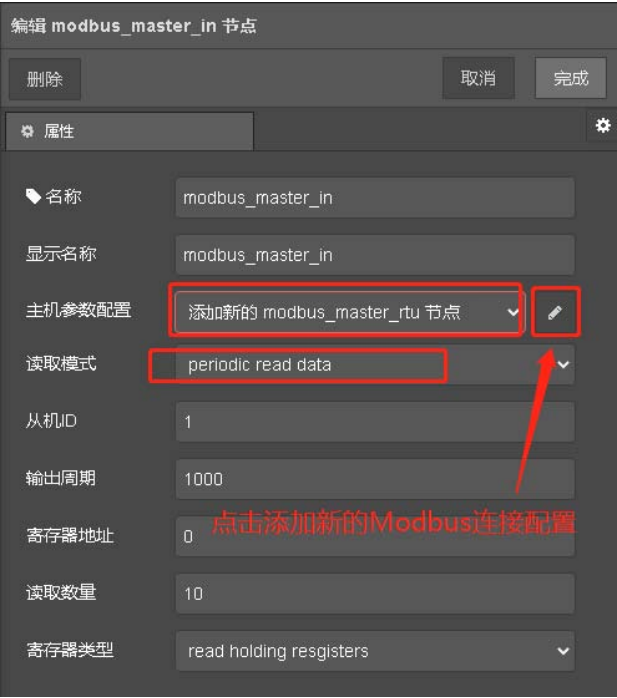 编辑 modbus_master_in 节点
删除 取消 完成
属性
名称 modbus_master_in
显示名称 modbus_master_in
主机参数配置 添加新的 modbus_master_rtu 节点
读取模式 periodic read data
从机ID 1
输出周期 1000
点击添加新的Modbus连接配置
寄存器地址 0
读取数量 10
寄存器类型 read holding resgisters